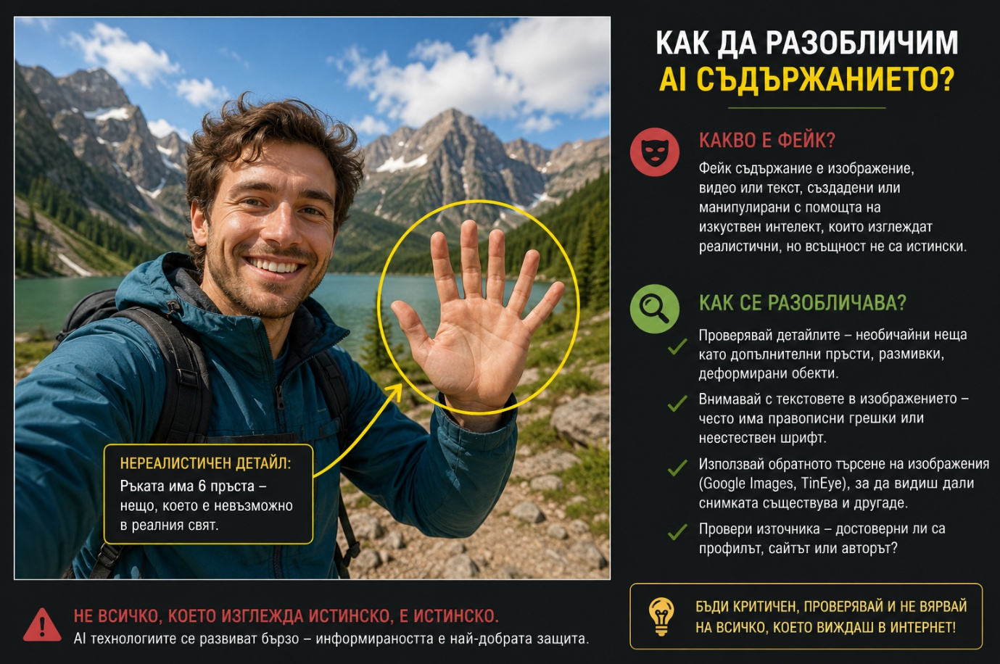 КАК ДА РАЗОБЛИЧИМ
AI СЪДЪРЖАНИЕТО?
КАКВО Е ФЕЙК?
Фейк съдържание е изображение,
видео или текст, създадени или
манипулирани с помощта на
изкуствен интелект, които изглеждат
реалистични, но всъщност не са истински.
КАК СЕ РАЗОБЛИЧАВА?
Проверявай детайлите – необичайни неща
като допълнителни пръсти, размивки,
деформирани обекти.
Внимавай с текстовете в изображението –
често има правописни грешки или
неестествен шрифт.
Използвай обратното търсене на изображения
(Google Images, TinEye), за да видиш дали
снимката съществува и другаде.
Провери източника – достоверни ли са
профилът, сайтът или авторът?
НЕРЕАЛИСТИЧЕН ДЕТАЙЛ:
Ръката има 6 пръста –
нещо, което е невъзможно
в реалния свят.
НЕ ВСИЧКО, КОЕТО ИЗГЛЕЖДА ИСТИНСКО, Е ИСТИНСКО.
AI технологиите се развиват бързо – информираността е най-добрата защита.
БЪДИ КРИТИЧЕН, ПРОВЕРЯВАЙ И НЕ ВЯРВАЙ
НА ВСИЧКО, КОЕТО ВИЖДАШ В ИНТЕРНЕТ!